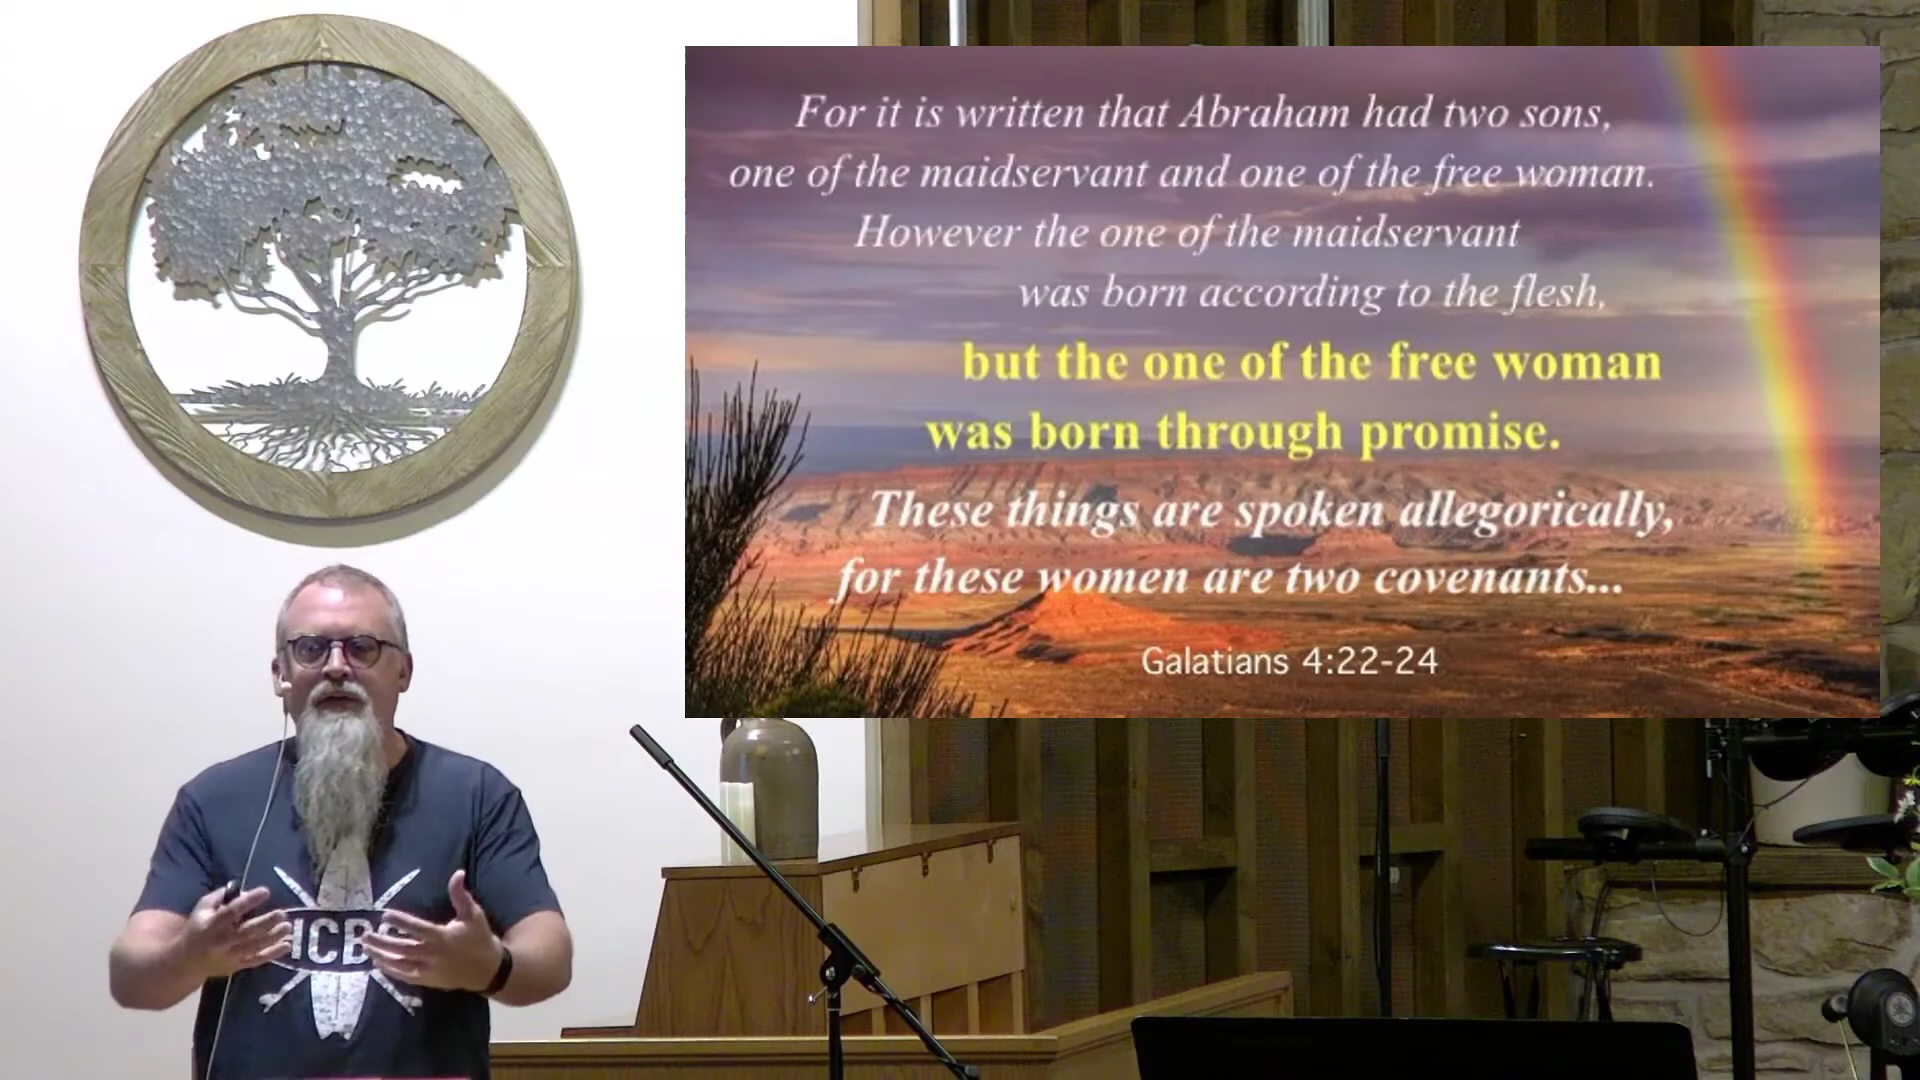 For it is written that Abraham had two sons,
one of the maidservant and one of the free woman.
However the one of the maidservant
was born according to the flesh,
but the one of the free woman
was born through promise.
These things are spoken allegorically,
for these women are two covenants...
Galatians 4:22-24